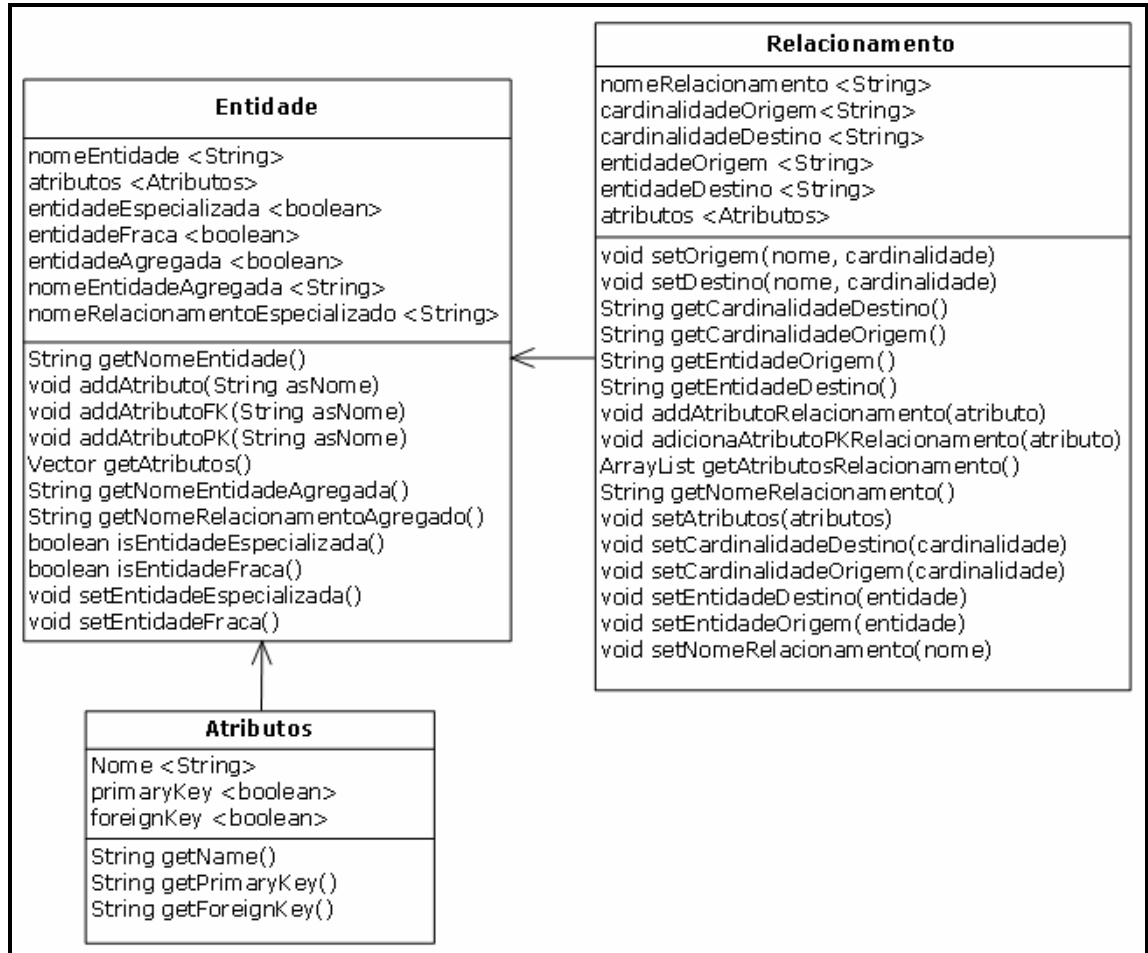 Entidade
nomeEntidade <String>
atributos <Atributos>
entidadeEspecializada <boolean>
entidadeFraca <boolean>
entidadeAgregada <boolean>
nomeEntidadeAgregada <String>
nomeRelacionamentoEspecializado <String>
String getNomeEntidade()
void addAtributo(String asNome)
void addAtributoFK(String asNome)
void addAtributoPK(String asNome)
Vector getAtributos()
String getNomeEntidadeAgregada()
String getNomeRelacionamentoAgregado()
boolean isEntidadeEspecializada()
boolean isEntidadeFraca()
void setEntidadeEspecializada()
void setEntidadeFraca()
Relacionamento
nomeRelacionamento <String>
cardinalidadeOrigem<String>
cardinalidadeDestino <String>
entidadeOrigem <String>
entidadeDestino <String>
atributos <Atributos>
void setOrigem(nome, cardinalidade)
void setDestino(nome, cardinalidade)
String getCardinalidadeDestino()
String getCardinalidadeOrigem()
String getEntidadeOrigem()
String getEntidadeDestino()
void addAtributoRelacionamento(atributo)
void adicionaAtributoPKRelacionamento(atributo)
ArrayList getAtributosRelacionamento()
String getNomeRelacionamento()
void setAtributos(atributos)
void setCardinalidadeDestino(cardinalidade)
void setCardinalidadeOrigem(cardinalidade)
void setEntidadeDestino(entidade)
void setEntidadeOrigem(entidade)
void setNomeRelacionamento(nome)
Atributos
Nome <String>
primaryKey <boolean>
foreignKey <boolean>
String getName()
String getPrimaryKey()
String getForeignKey()